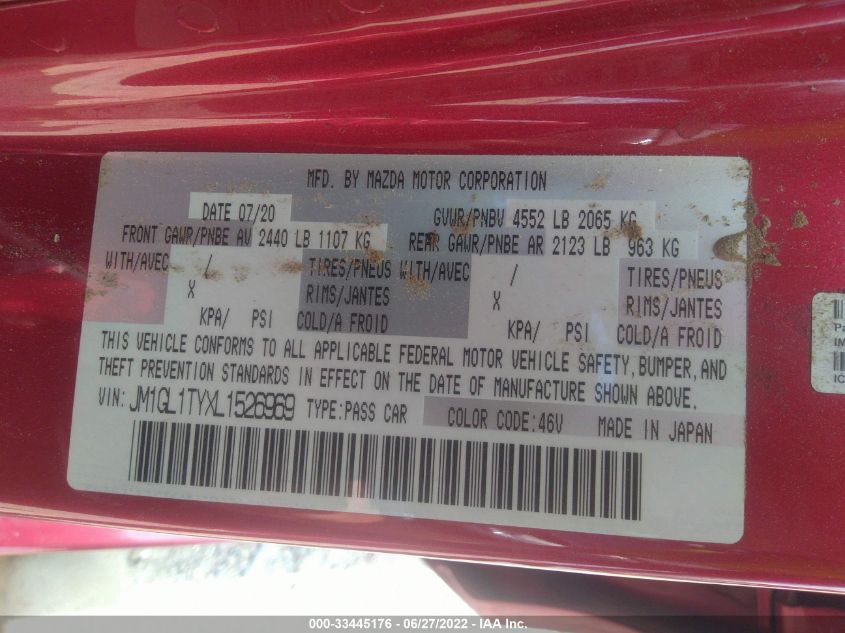 MFD. BY MAZDA MOTOR CORPORATION
DATE 07/20 GVWR/PNBV 4552 LB 2065 KG
FRONT GAWR/PNBE AV 2440 LB 1107 KG REAR GAWR/PNBE AR 2123 LB 963 KG
WITH/AVEC / TIRES/PNEUS WITH/AVEC / TIRES/PNEUS
X RIMS/JANTES X RIMS/JANTES
KPA/ PSI COLD/A FROID KPA/ PSI COLD/A FROID
THIS VEHICLE CONFORMS TO ALL APPLICABLE FEDERAL MOTOR VEHICLE SAFETY, BUMPER, AND
THEFT PREVENTION STANDARDS IN EFFECT ON THE DATE OF MANUFACTURE SHOWN ABOVE.
VIN: JM1GL1TYXL1526969 TYPE:PASS CAR COLOR CODE:46V MADE IN JAPAN
Pa
IM
IC
000-33445176 - 06/27/2022 - IAA Inc.